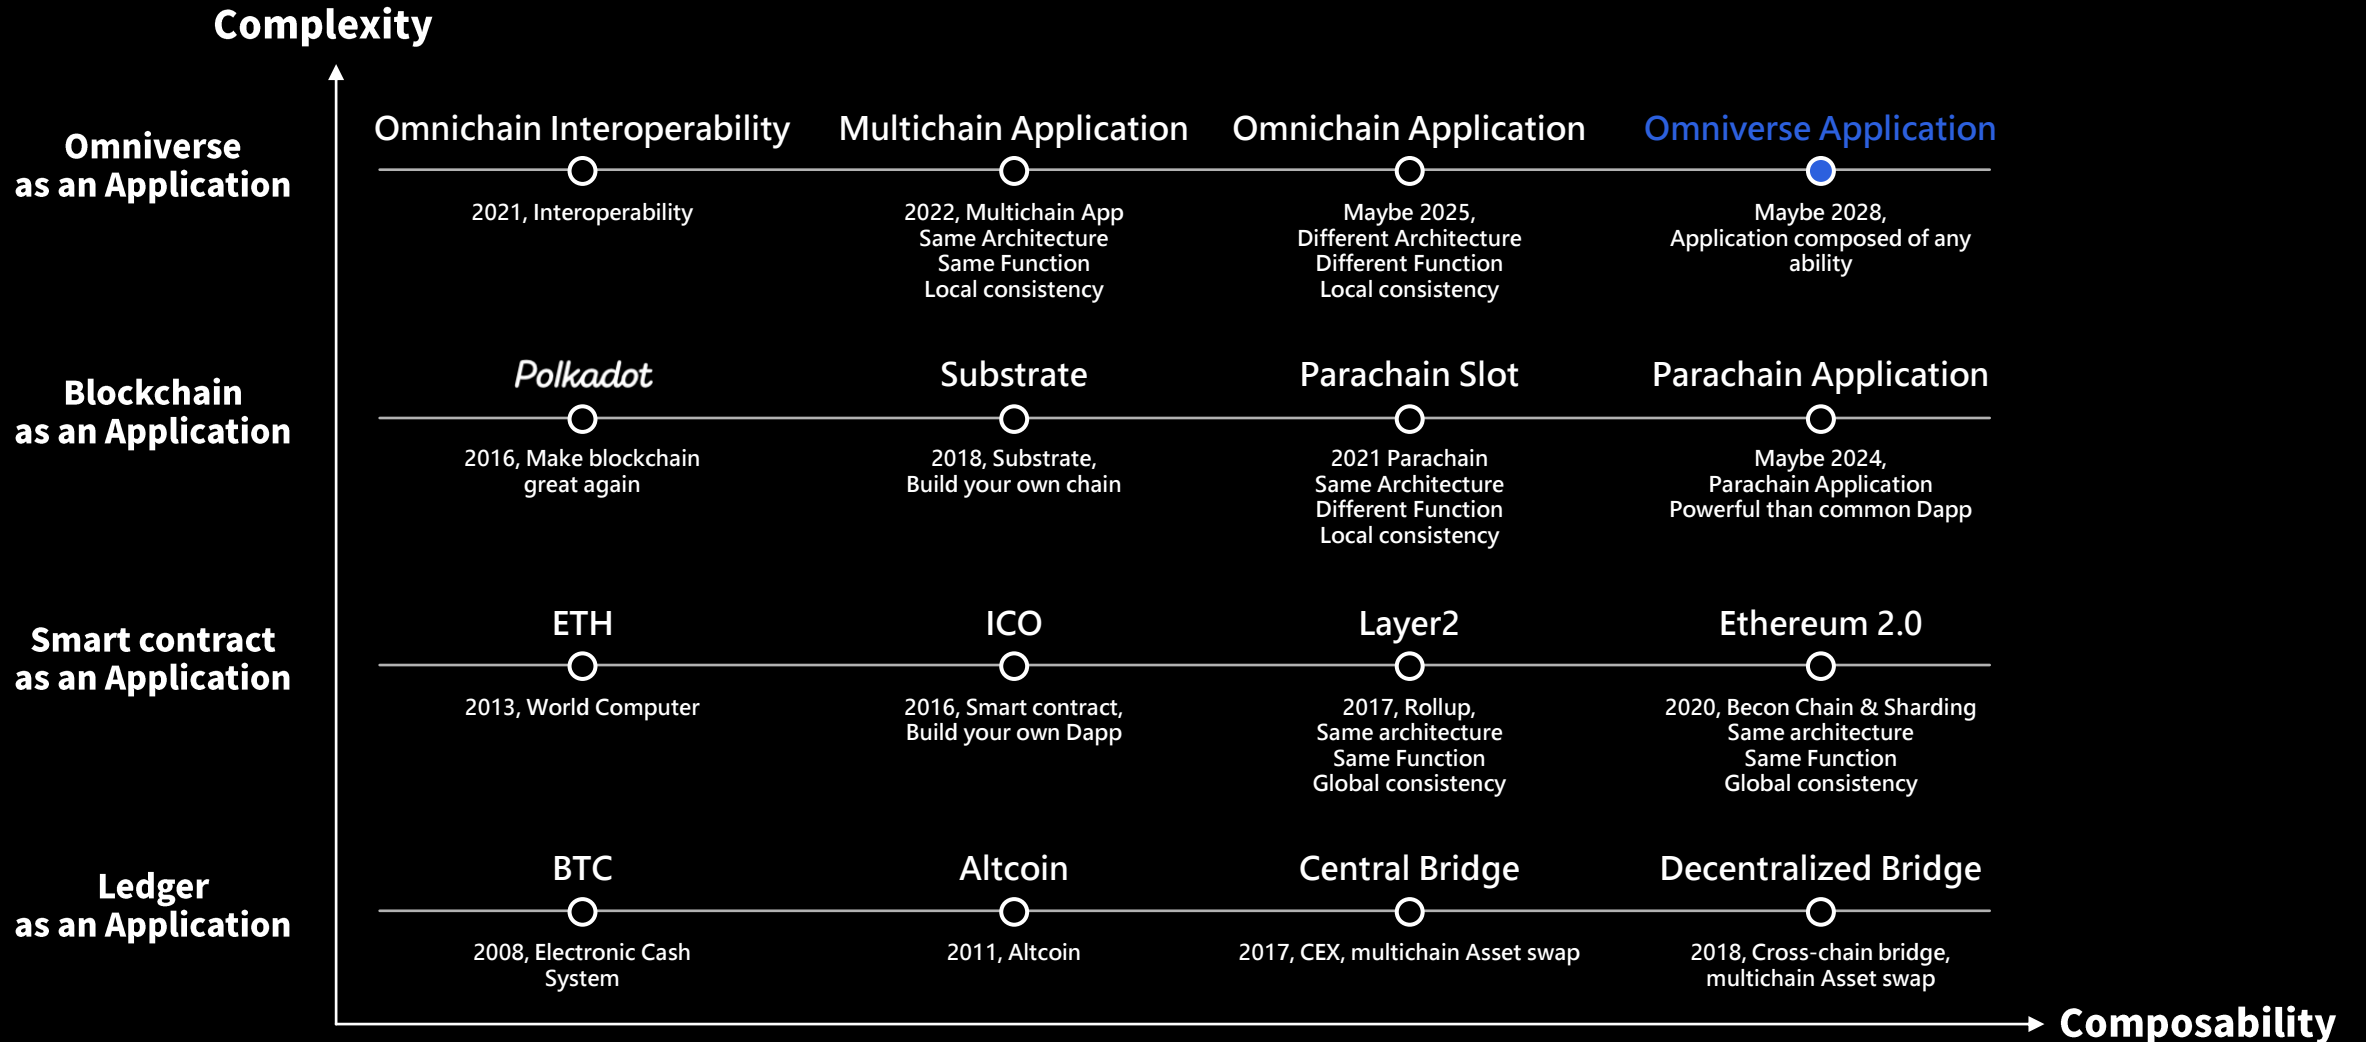 Complexity
Omniverse
as an Application
Omnichain Interoperability
2021, Interoperability
Multichain Application
2022, Multichain App
Same Architecture
Same Function
Local consistency
Omnichain Application
Maybe 2025,
Different Architecture
Different Function
Local consistency
Omniverse Application
Maybe 2028,
Application composed of any
ability
Blockchain
as an Application
Polkadot
2016, Make blockchain
great again
Substrate
2018, Substrate,
Build your own chain
Parachain Slot
2021 Parachain
Same Architecture
Different Function
Local consistency
Parachain Application
Maybe 2024,
Parachain Application
Powerful than common Dapp
Smart contract
as an Application
ETH
2013, World Computer
ICO
2016, Smart contract,
Build your own Dapp
Layer2
2017, Rollup,
Same architecture
Same Function
Global consistency
Ethereum 2.0
2020, Becon Chain & Sharding
Same architecture
Same Function
Global consistency
Ledger
as an Application
BTC
2008, Electronic Cash
System
Altcoin
2011, Altcoin
Central Bridge
2017, CEX, multichain Asset swap
Decentralized Bridge
2018, Cross-chain bridge,
multichain Asset swap
Composability